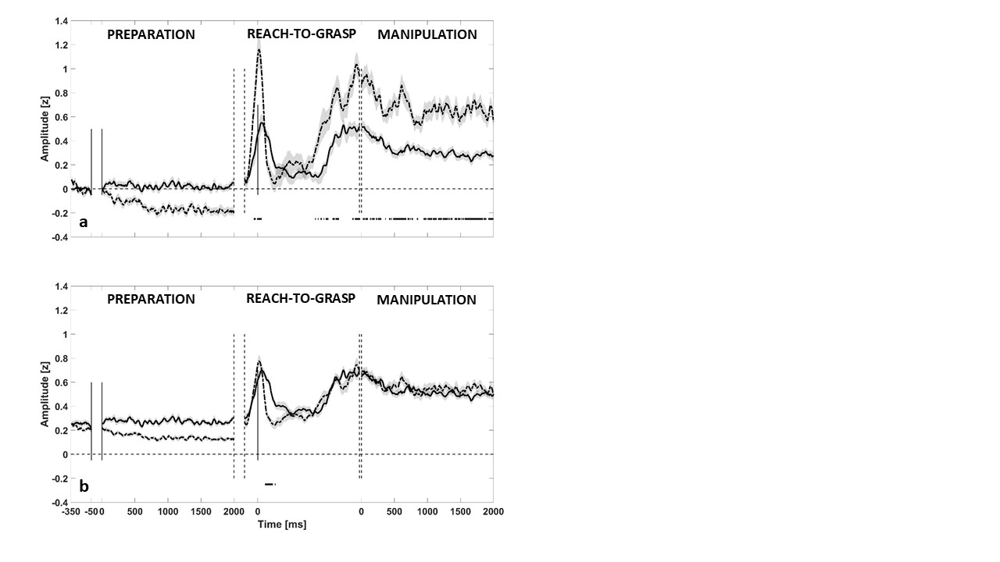 1.4
PREPARATION REACH-TO-GRASP MANIPULATION
1.2
1
0.8
0.6
0.4
0.2
0
-0.2
-0.4
Amplitude [z]
a
1.4
PREPARATION REACH-TO-GRASP MANIPULATION
1.2
1
0.8
0.6
0.4
0.2
0
-0.2
-0.4
Amplitude [z]
b
-350 -50 0 500 1000 1500 2000 0 0 500 1000 1500 2000
Time [ms]